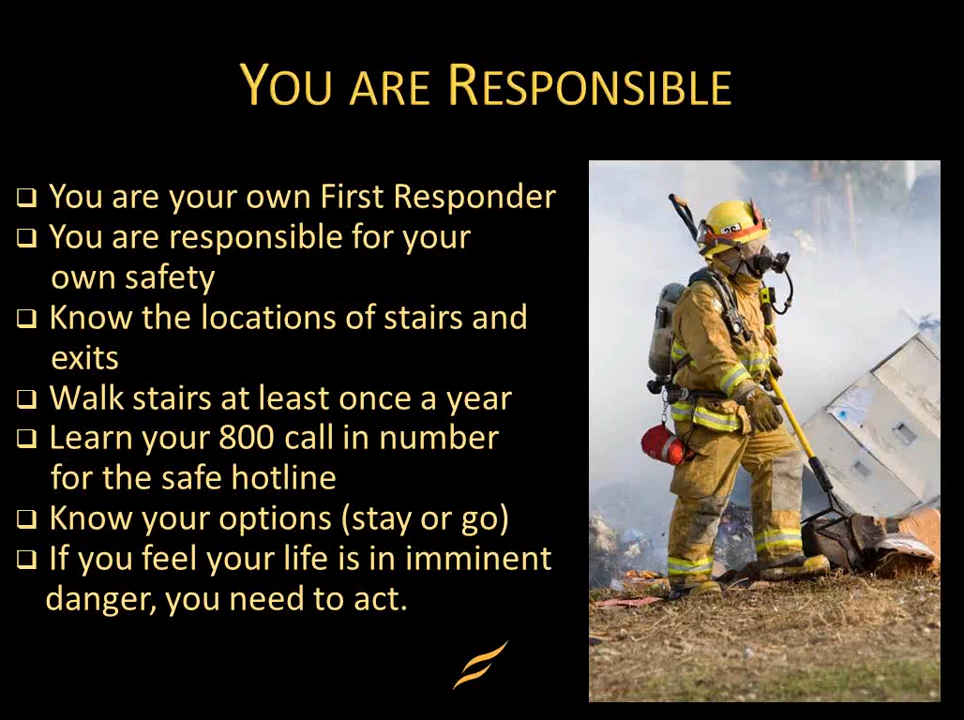 YOU ARE RESPONSIBLE
❑ You are your own First Responder
❑ You are responsible for your
own safety
❑ Know the locations of stairs and
exits
❑ Walk stairs at least once a year
❑ Learn your 800 call in number
for the safe hotline
❑ Know your options (stay or go)
❑ If you feel your life is in imminent
danger, you need to act.